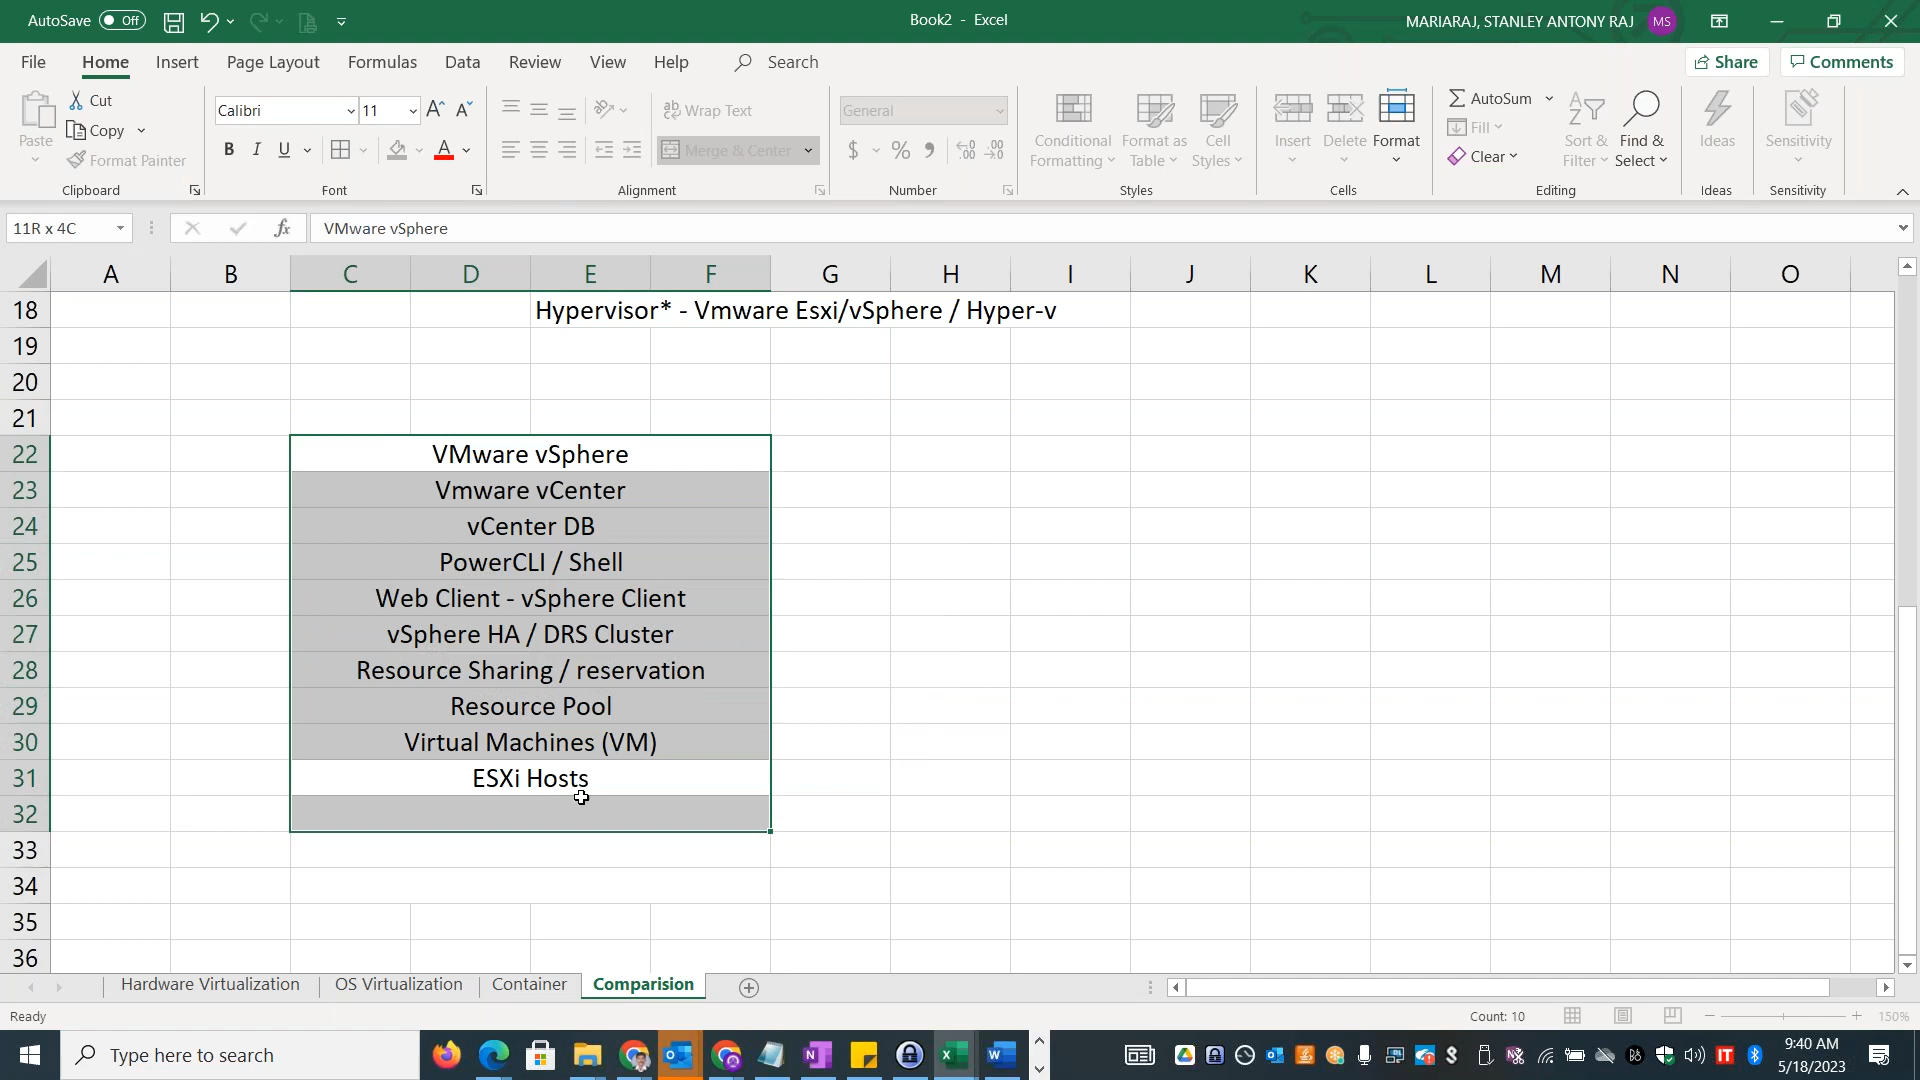 AutoSave Off
Book2 - Excel
MARIARAJ, STANLEY ANTONY RAJ MS
File Home Insert Page Layout Formulas Data Review View Help Search
Share Comments
Paste
Cut
Copy
Format Painter
Clipboard
Calibri 11
B I U
Font
Wrap Text
Merge & Center
Alignment
General
$ % 9
Number
Conditional Formatting
Format as Table
Cell Styles
Styles
Insert Delete Format
Cells
AutoSum
Fill
Clear
Sort & Filter
Find & Select
Editing
Ideas
Ideas
Sensitivity
Sensitivity
11R x 4C
fx
VMware vSphere
A B C D E F G H I J K L M N O
18 Hypervisor* - Vmware Esxi/vSphere / Hyper-v
19
20
21
22 VMware vSphere
23 Vmware vCenter
24 vCenter DB
25 PowerCLI / Shell
26 Web Client - vSphere Client
27 vSphere HA / DRS Cluster
28 Resource Sharing / reservation
29 Resource Pool
30 Virtual Machines (VM)
31 ESXi Hosts
32
33
34
35
36
Hardware Virtualization OS Virtualization Container Comparision
Ready
Count: 10
150%
Type here to search
9:40 AM
5/18/2023